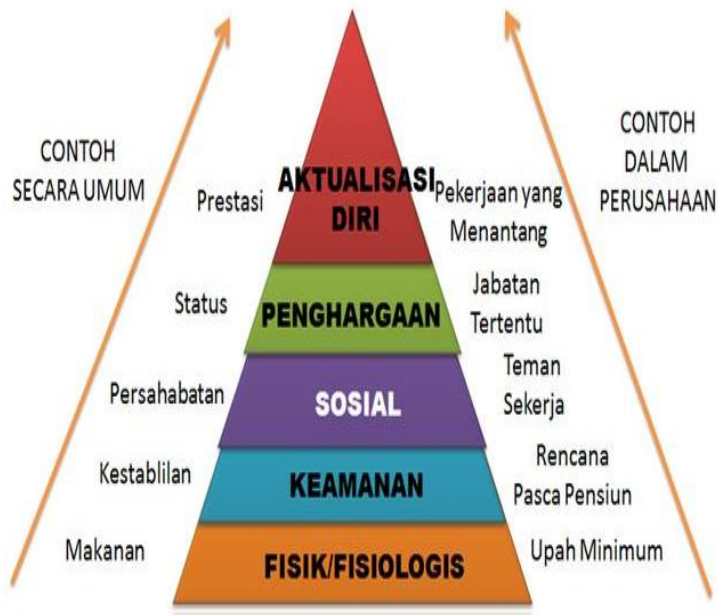 CONTOH
SECARA UMUM
CONTOH
DALAM
PERUSAHAAN
Prestasi
AKTUALISASI
DIRI
Pekerjaan yang
Menantang
Status
PENGHARGAAN
Jabatan
Tertentu
Persahabatan
SOSIAL
Teman
Sekerja
Kestablilan
KEAMANAN
Rencana
Pasca Pensiun
Makanan
FISIK/FISIOLOGIS
Upah Minimum